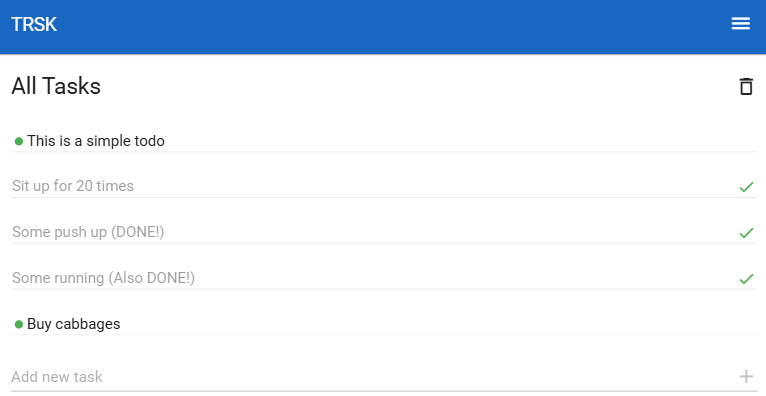 TRSK
All Tasks
This is a simple todo
Sit up for 20 times
Some push up (DONE!)
Some running (Also DONE!)
Buy cabbages
Add new task